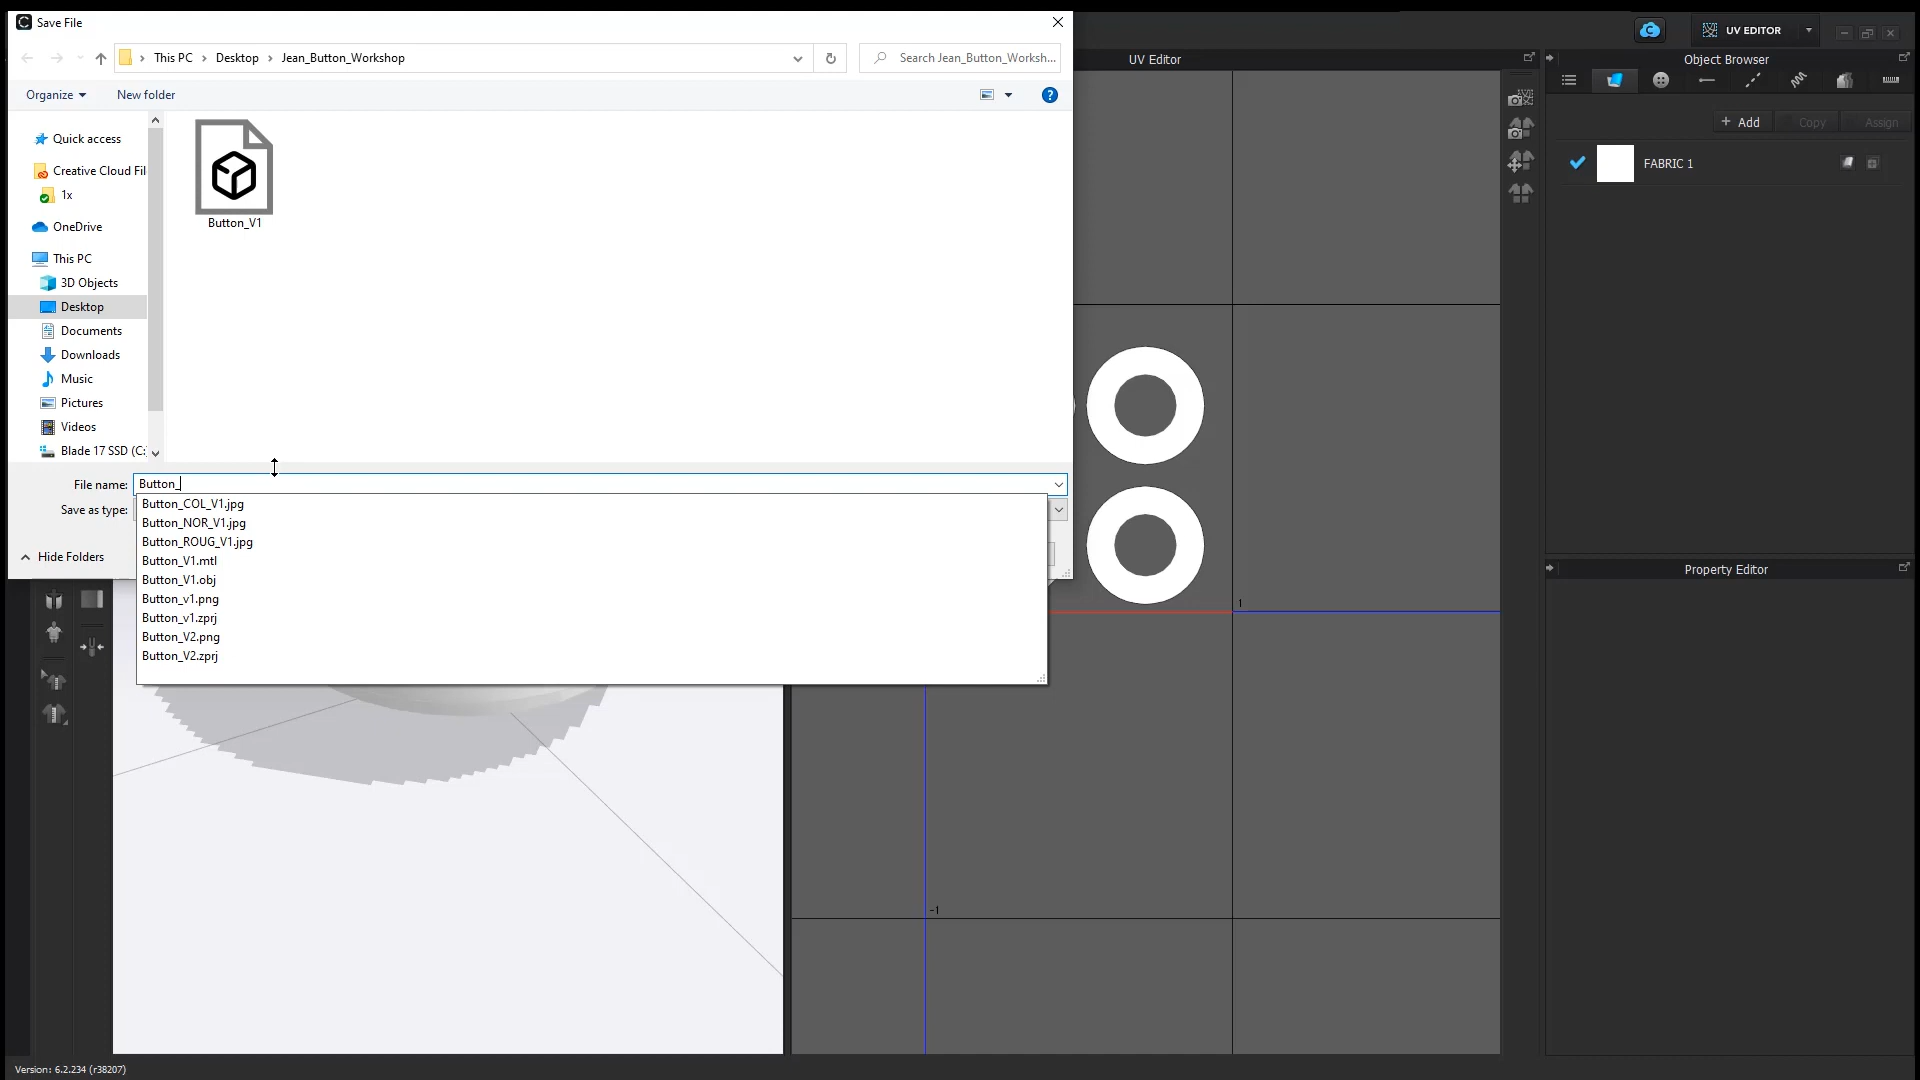 Save File
This PC
Desktop
Jean_Button_Workshop
Search Jean_Button_Worksh...
Organize
New folder
Quick access
Creative Cloud Fil
1x
OneDrive
This PC
3D Objects
Desktop
Documents
Downloads
Music
Pictures
Videos
Blade 17 SSD (C:
Button_V1
File name:
Button_
Save as type:
Button_COL_V1.jpg
Button_NOR_V1.jpg
Button_ROUG_V1.jpg
Button_V1.mtl
Button_V1.obj
Button_v1.png
Button_v1.zprj
Button_V2.png
Button_V2.zprj
Hide Folders
UV Editor
1
-1
UV EDITOR
Object Browser
+ Add
Copy
Assign
FABRIC 1
Property Editor
Version: 6.2.234 (r38207)